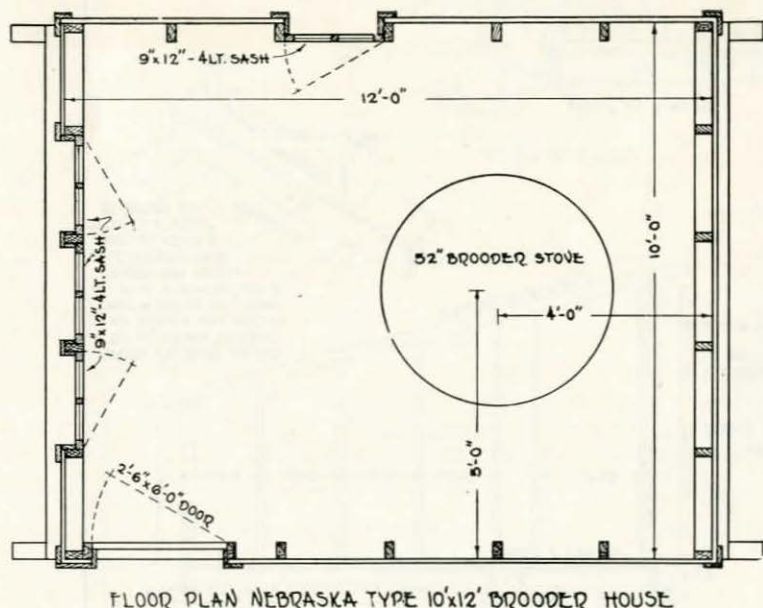 9"x12"-4LT. SASH
12'-0"
52" BROODER STOVE
10'-0"
4'-0"
9"x12"-4LT. SASH
5'-0"
2'-6"x6'-0" DOOR
FLOOR PLAN NEBRASKA TYPE 10'x12' BROODER HOUSE